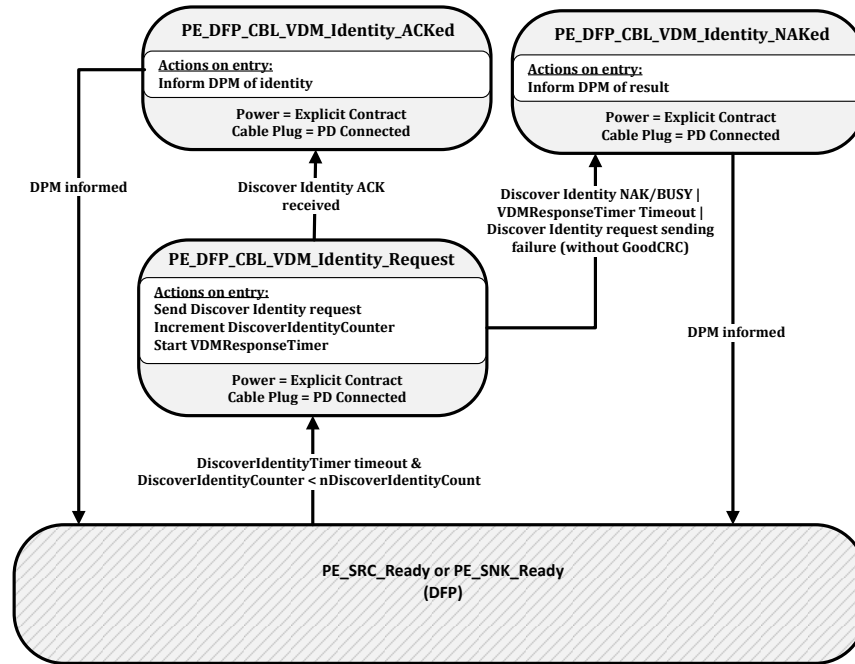 PE_DFP_CBL_VDM_Identity_ACKed
Actions on entry:
Inform DPM of identity
Power = Explicit Contract
Cable Plug = PD Connected
PE_DFP_CBL_VDM_Identity_NAKed
Actions on entry:
Inform DPM of result
Power = Explicit Contract
Cable Plug = PD Connected
DPM informed
Discover Identity ACK
received
Discover Identity NAK/BUSY |
VDMResponseTimer Timeout |
Discover Identity request sending
failure (without GoodCRC)
PE_DFP_CBL_VDM_Identity_Request
Actions on entry:
Send Discover Identity request
Increment DiscoverIdentityCounter
Start VDMResponseTimer
Power = Explicit Contract
Cable Plug = PD Connected
DPM informed
DiscoverIdentityTimer timeout &
DiscoverIdentityCounter < nDiscoverIdentityCount
PE_SRC_Ready or PE_SNK_Ready
(DFP)